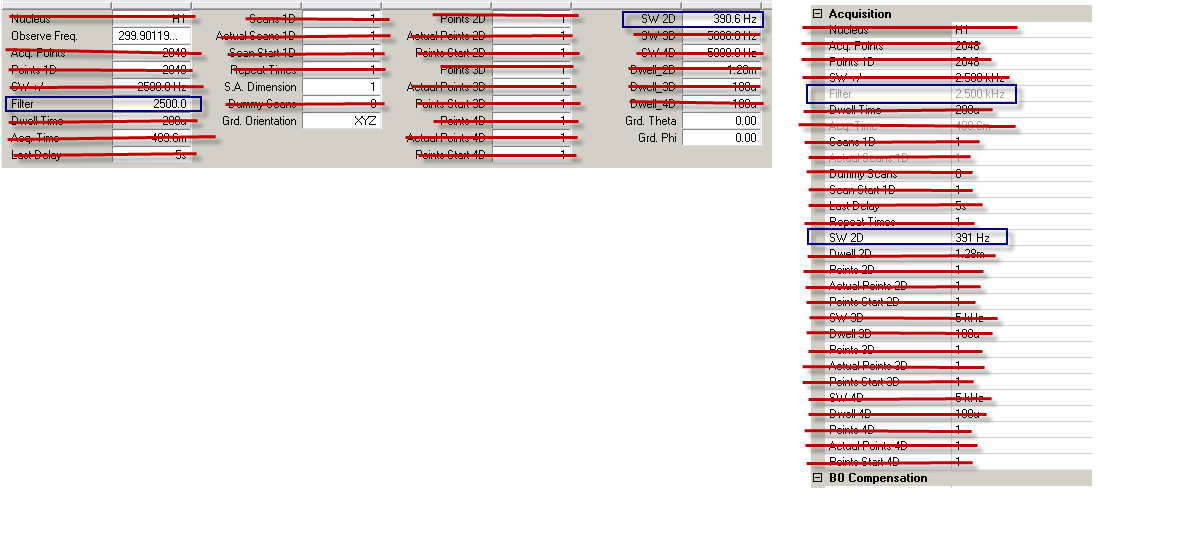 Nucleus H1 Scans 1D 1 Points 2D 1 SW 2D 390.6 Hz
Observe Freq. 299.90119... Actual Scans 1D 1 Actual Points 2D 1 SW 3D 5000.0 Hz
Acq. Points 2048 Scan Start 1D 1 Points Start 2D 1 SW 4D 5000.0 Hz
Points 1D 2048 Repeat Times 1 Points 3D 1 Dwell_2D 1.28m
SW +/- 2500.0 Hz S.A. Dimension 1 Actual Points 3D 1 Dwell_3D 100u
Filter 2500.0 Dummy Scans 0 Points Start 3D 1 Dwell_4D 100u
Dwell Time 200u Grd. Orientation XYZ Points 4D 1 Grd. Theta 0.00
Acq. Time 409.6m Actual Points 4D 1 Grd. Phi 0.00
Last Delay 5s Points Start 4D 1
Acquisition
Nucleus H1
Acq. Points 2048
Points 1D 2048
SW +/- 2.500 kHz
Filter 2.500 kHz
Dwell Time 200u
Acq. Time 409.6m
Scans 1D 1
Actual Scans 1D 1
Dummy Scans 0
Scan Start 1D 1
Last Delay 5s
Repeat Times 1
SW 2D 391 Hz
Dwell 2D 1.28m
Points 2D 1
Actual Points 2D 1
Points Start 2D 1
SW 3D 5 kHz
Dwell 3D 100u
Points 3D 1
Actual Points 3D 1
Points Start 3D 1
SW 4D 5 kHz
Dwell 4D 100u
Points 4D 1
Actual Points 4D 1
Points Start 4D 1
B0 Compensation